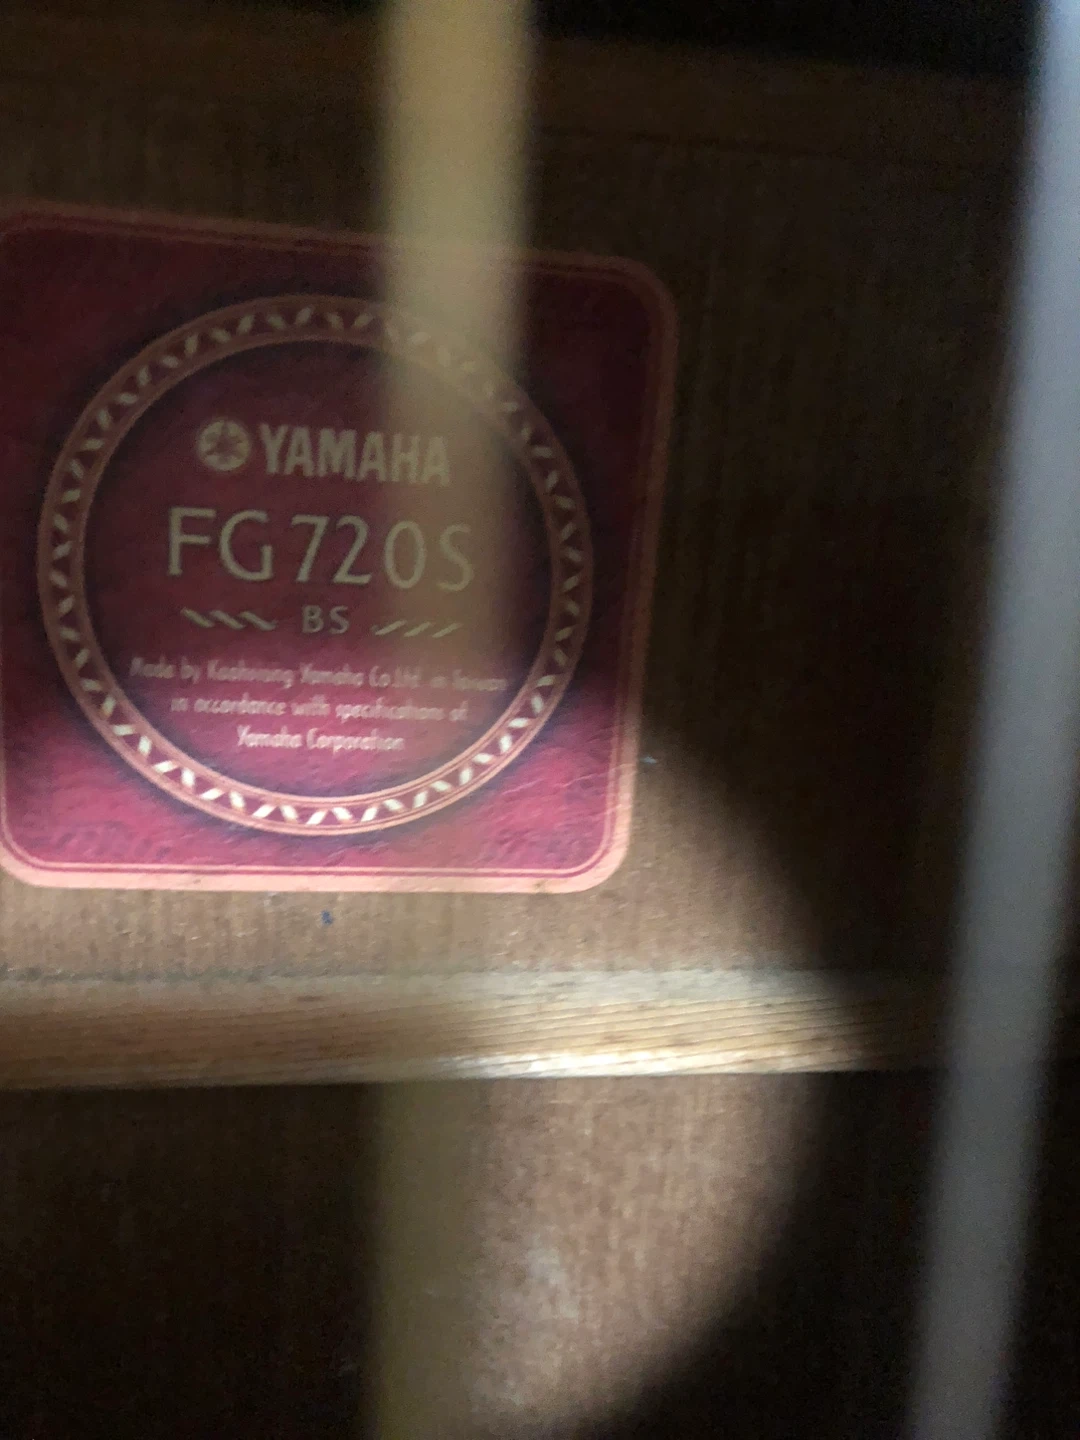 YAMAHA
FG720S
BS
Made by Kaohsiung Yamaha Co.Ltd. in Taiwan
in accordance with specifications of
Yamaha Corporation